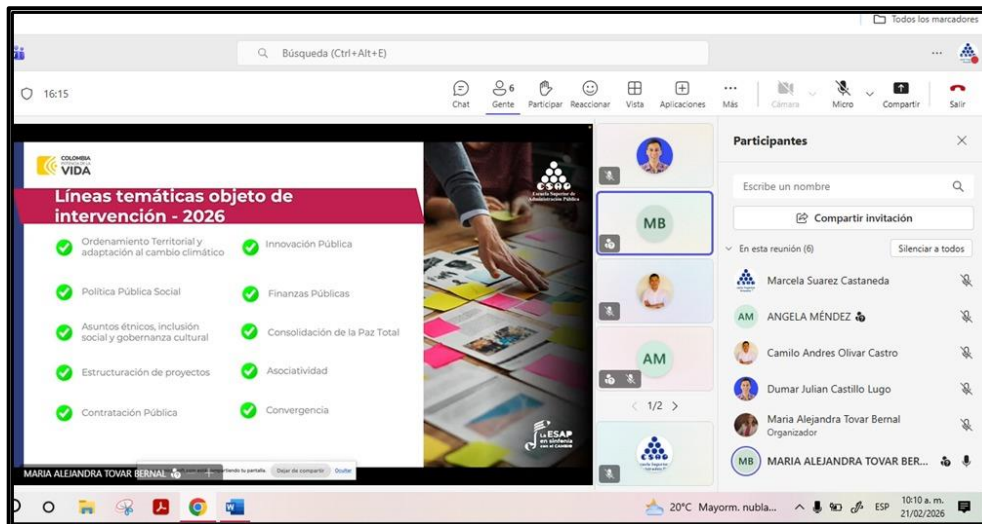 Todos los marcadores
Búsqueda (Ctrl+Alt+E)
16:15
Chat
6
Gente
Participar
Reaccionar
Vista
Aplicaciones
Más
Cámara
Micro
Compartir
Salir
COLOMBIA
POTENCIA DE LA
VIDA
ESAP
Escuela Superior de
Administración Pública
Líneas temáticas objeto de
intervención - 2026
Ordenamiento Territorial y
adaptación al cambio climático
Innovación Pública
Política Pública Social
Finanzas Públicas
Asuntos étnicos, inclusión
social y gobernanza cultural
Consolidación de la Paz Total
Estructuración de proyectos
Asociatividad
Contratación Pública
Convergencia
La ESAP
en sintonía
con el CAMBIO
compartiendo tu pantalla.
Dejar de compartir
Ocultar
MARIA ALEJANDRA TOVAR BERNAL
MB
AM
1/2
Participantes
Escribe un nombre
Compartir invitación
En esta reunión (6)
Silenciar a todos
Marcela Suarez Castaneda
AM
ANGELA MÉNDEZ
Camilo Andres Olivar Castro
Dumar Julian Castillo Lugo
Maria Alejandra Tovar Bernal
Organizador
MB
MARIA ALEJANDRA TOVAR BER...
20°C Mayorm. nubla...
ESP
10:10 a. m.
21/02/2026